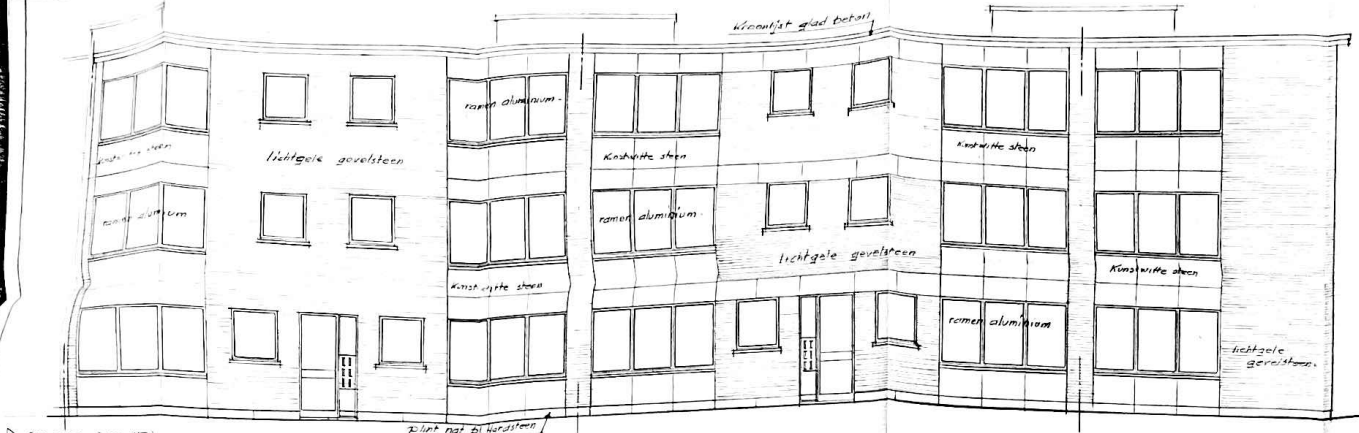 Kroonlijst glad beton
ramen aluminium.
lichtgele gevelsteen
Kunstwitte steen
Kunstwitte steen
ramen aluminium
ramen aluminium.
lichtgele gevelsteen
Kunstwitte steen
Kunstwitte steen
ramen aluminium
lichtgele
gevelsteen.
Plint nat bl Hardsteen